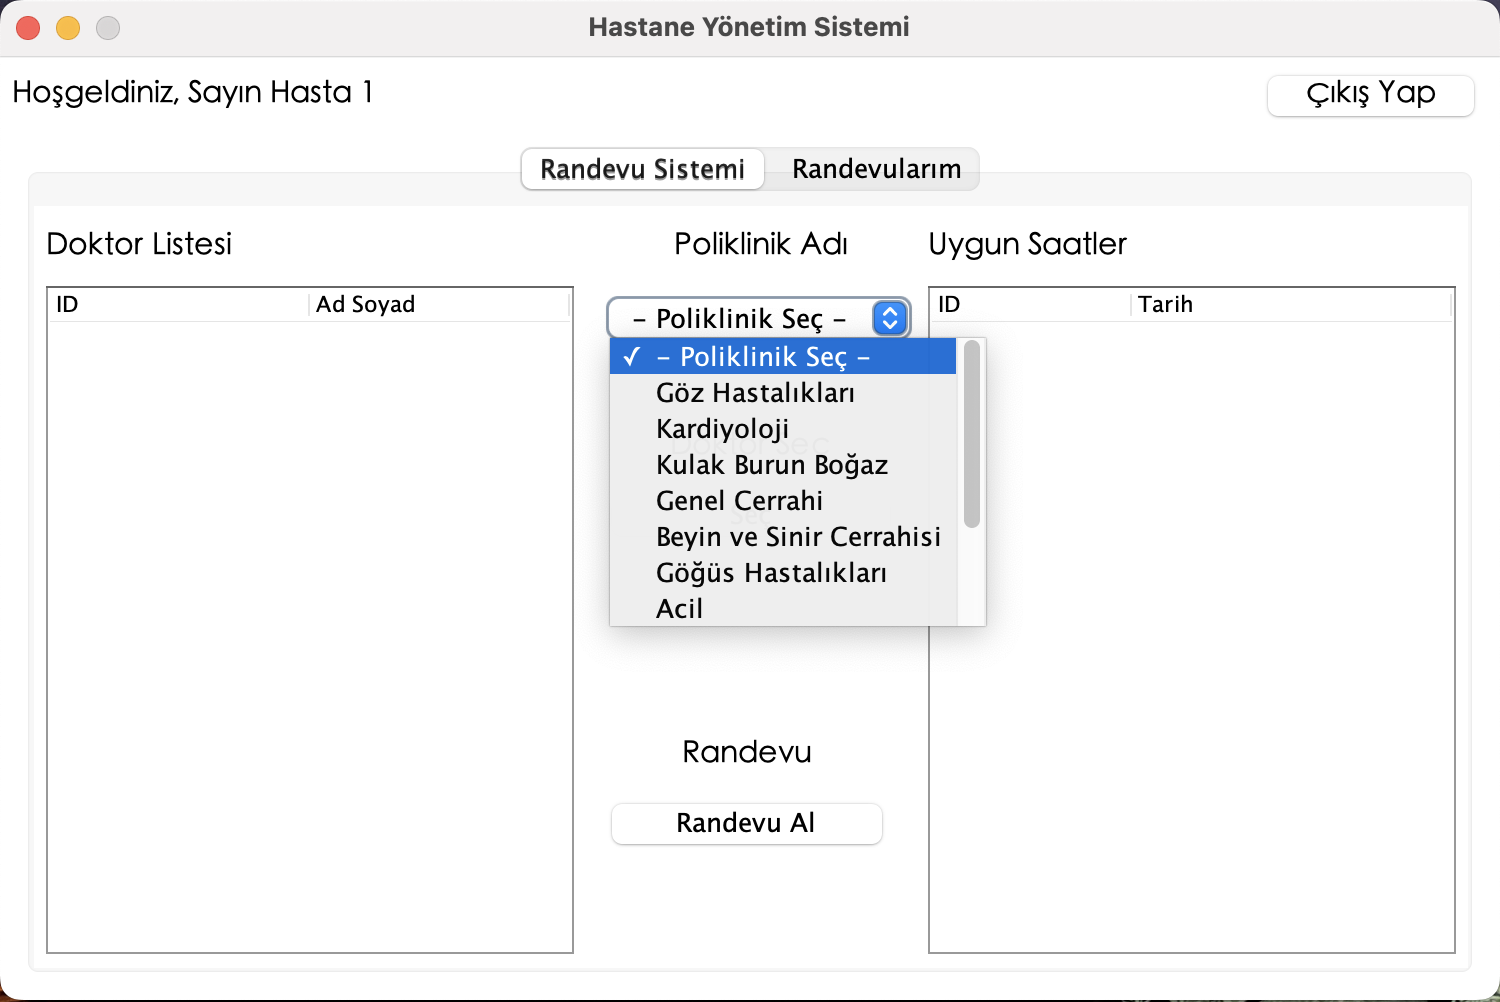 Hastane Yönetim Sistemi
Hoşgeldiniz, Sayın Hasta 1
Çıkış Yap
Randevu Sistemi
Randevularım
Doktor Listesi
Poliklinik Adı
Uygun Saatler
ID
Ad Soyad
– Poliklinik Seç –
ID
Tarih
✓ – Poliklinik Seç –
Göz Hastalıkları
Kardiyoloji
Kulak Burun Boğaz
Genel Cerrahi
Beyin ve Sinir Cerrahisi
Göğüs Hastalıkları
Acil
Randevu
Randevu Al